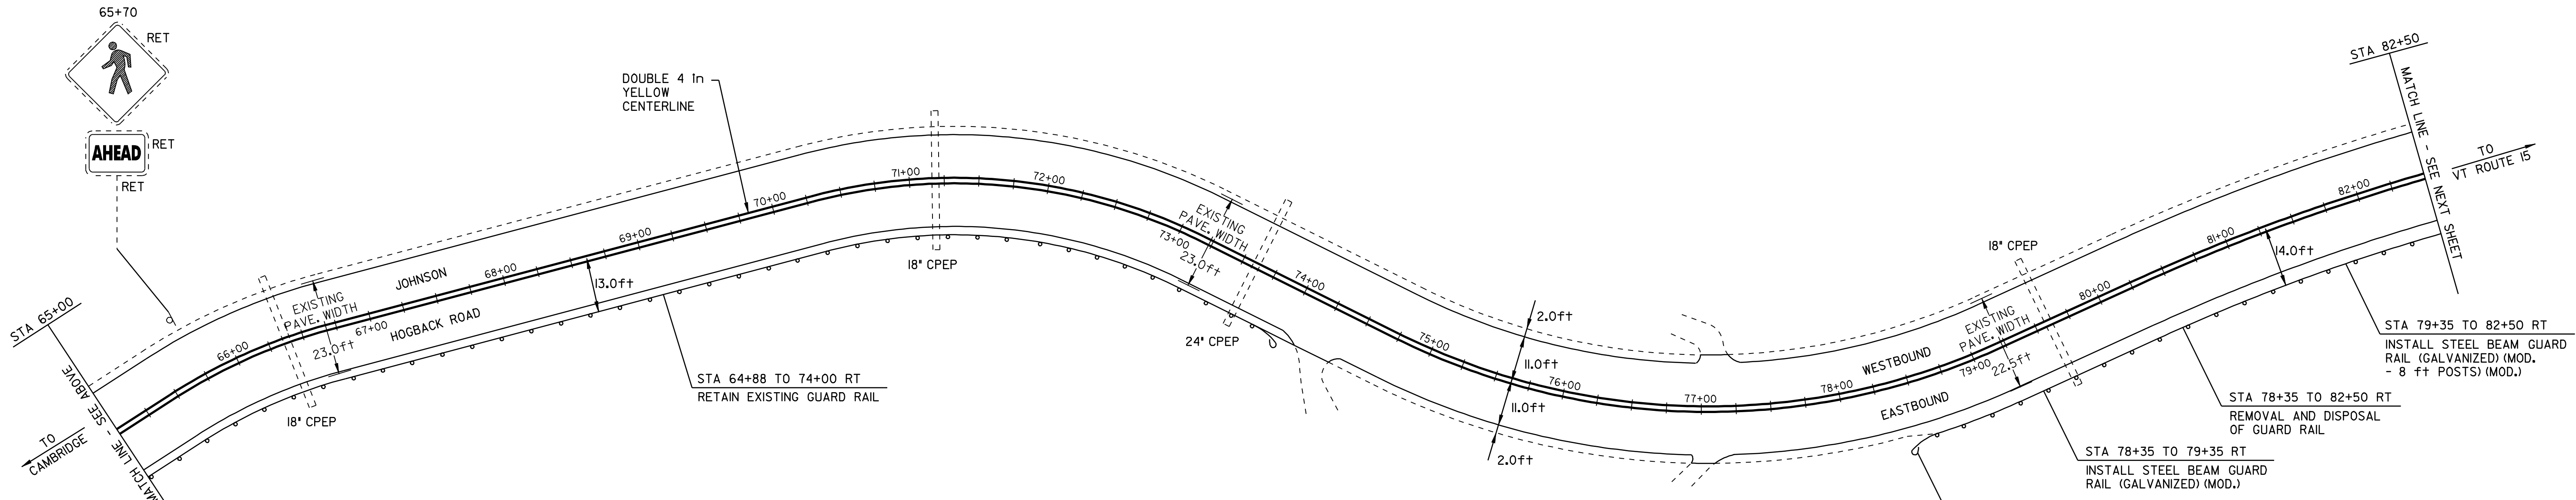 65+70
RET
AHEAD
RET
RET
STA 65+00
MATCH LINE - SEE ABOVE
TO
CAMBRIDGE
66+00
18" CPEP
EXISTING
PAVE. WIDTH
23.0ft
67+00
JOHNSON
HOGBACK ROAD
68+00
69+00
13.0ft
70+00
DOUBLE 4 in
YELLOW
CENTERLINE
STA 64+88 TO 74+00 RT
RETAIN EXISTING GUARD RAIL
71+00
18" CPEP
72+00
EXISTING
PAVE. WIDTH
73+00
23.0ft
24" CPEP
74+00
75+00
2.0ft
11.0ft
11.0ft
2.0ft
76+00
77+00
78+00
WESTBOUND
EASTBOUND
EXISTING
PAVE. WIDTH
79+00
22.5ft
18" CPEP
80+00
81+00
14.0ft
82+00
STA 82+50
MATCH LINE - SEE NEXT SHEET
TO
VT ROUTE 15
STA 79+35 TO 82+50 RT
INSTALL STEEL BEAM GUARD
RAIL (GALVANIZED) (MOD.
- 8 ft POSTS) (MOD.)
STA 78+35 TO 82+50 RT
REMOVAL AND DISPOSAL
OF GUARD RAIL
STA 78+35 TO 79+35 RT
INSTALL STEEL BEAM GUARD
RAIL (GALVANIZED) (MOD.)